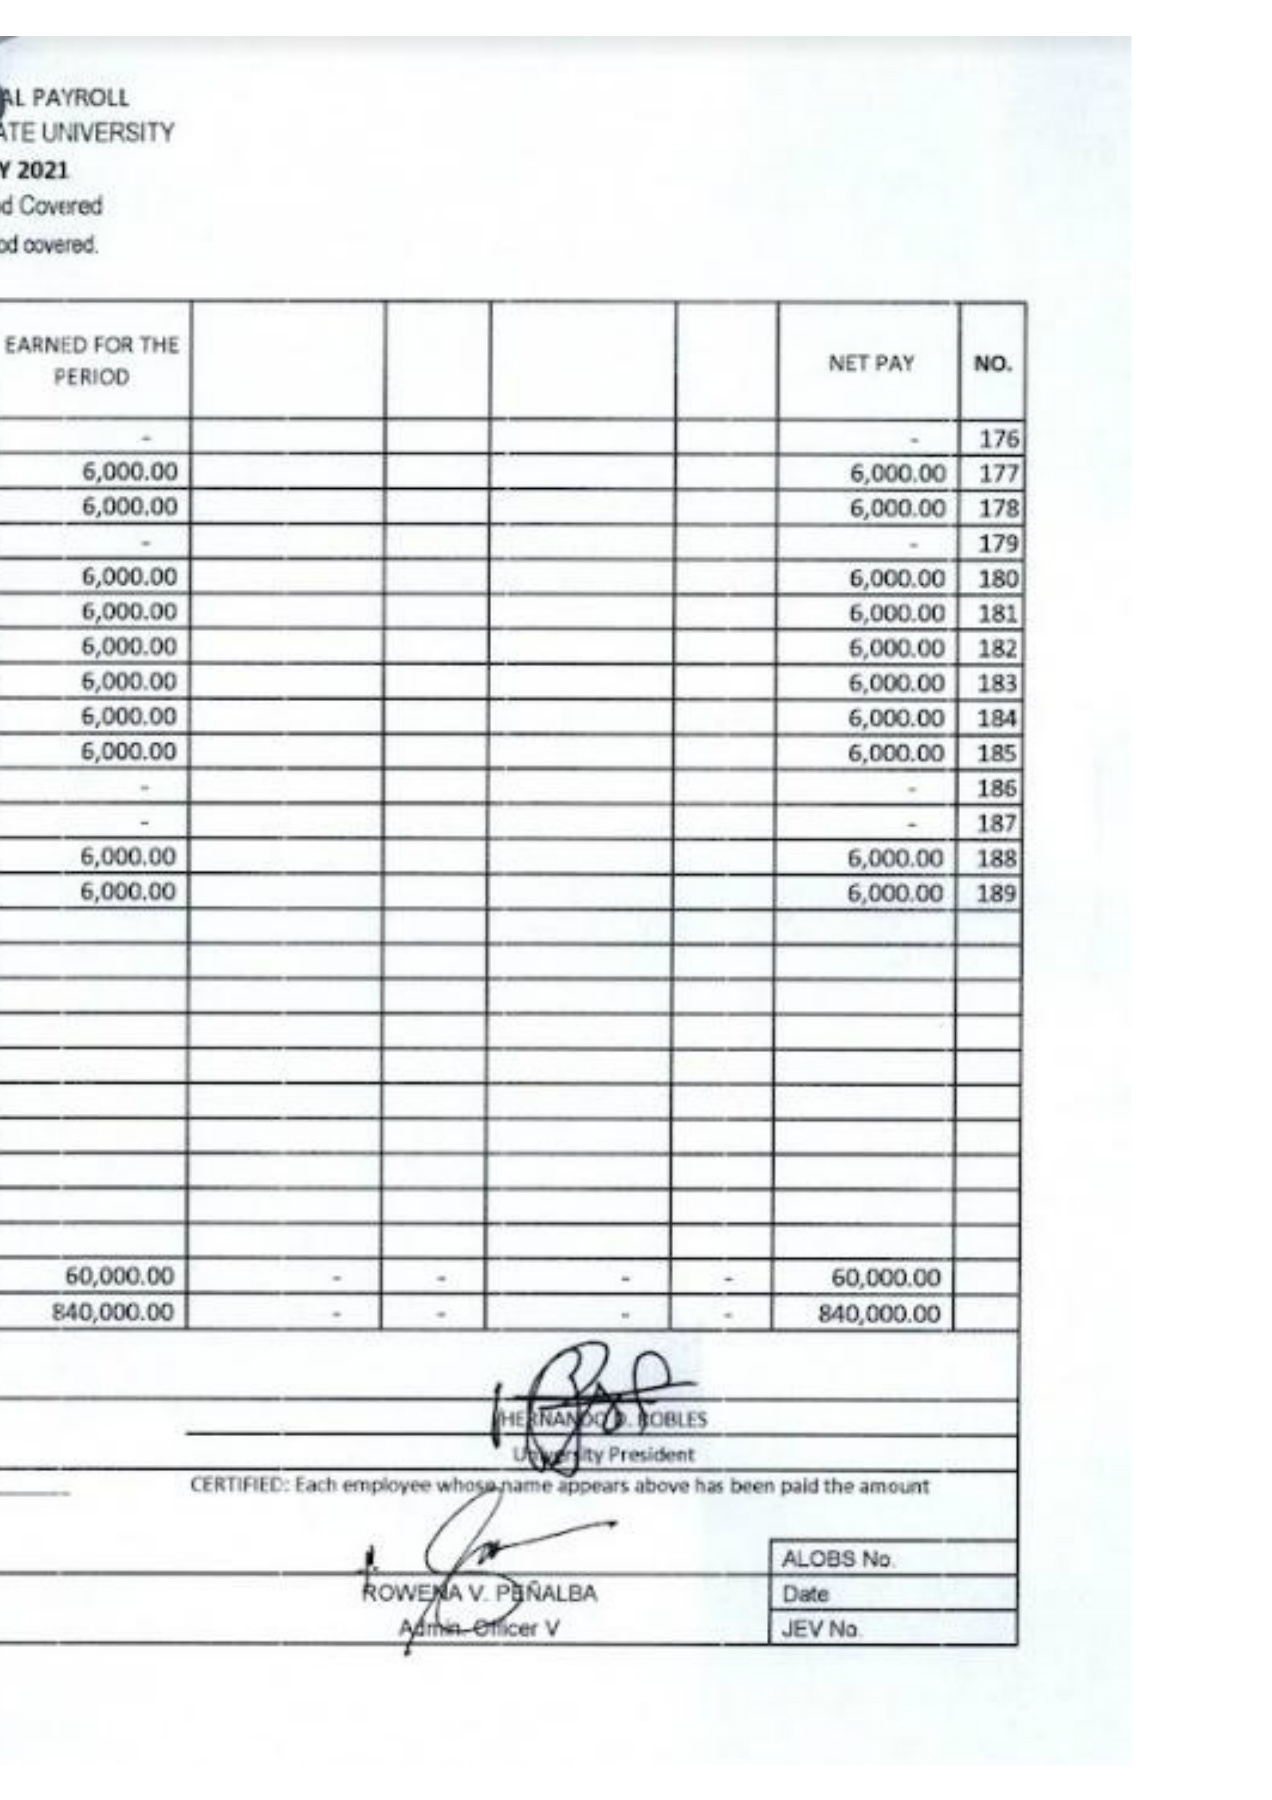 AL PAYROLL
ATE UNIVERSITY
Y 2021
od Covered
od covered.
EARNED FOR THE PERIOD NET PAY NO.
- - 176
6,000.00 6,000.00 177
6,000.00 6,000.00 178
- - 179
6,000.00 6,000.00 180
6,000.00 6,000.00 181
6,000.00 6,000.00 182
6,000.00 6,000.00 183
6,000.00 6,000.00 184
6,000.00 6,000.00 185
- - 186
- - 187
6,000.00 6,000.00 188
6,000.00 6,000.00 189
60,000.00 - - - - 60,000.00
840,000.00 - - - - 840,000.00
HERNANDO D. ROBLES
University President
CERTIFIED: Each employee whose name appears above has been paid the amount
ROWENA V. PEÑALBA
Admin. Officer V
ALOBS No.
Date
JEV No.